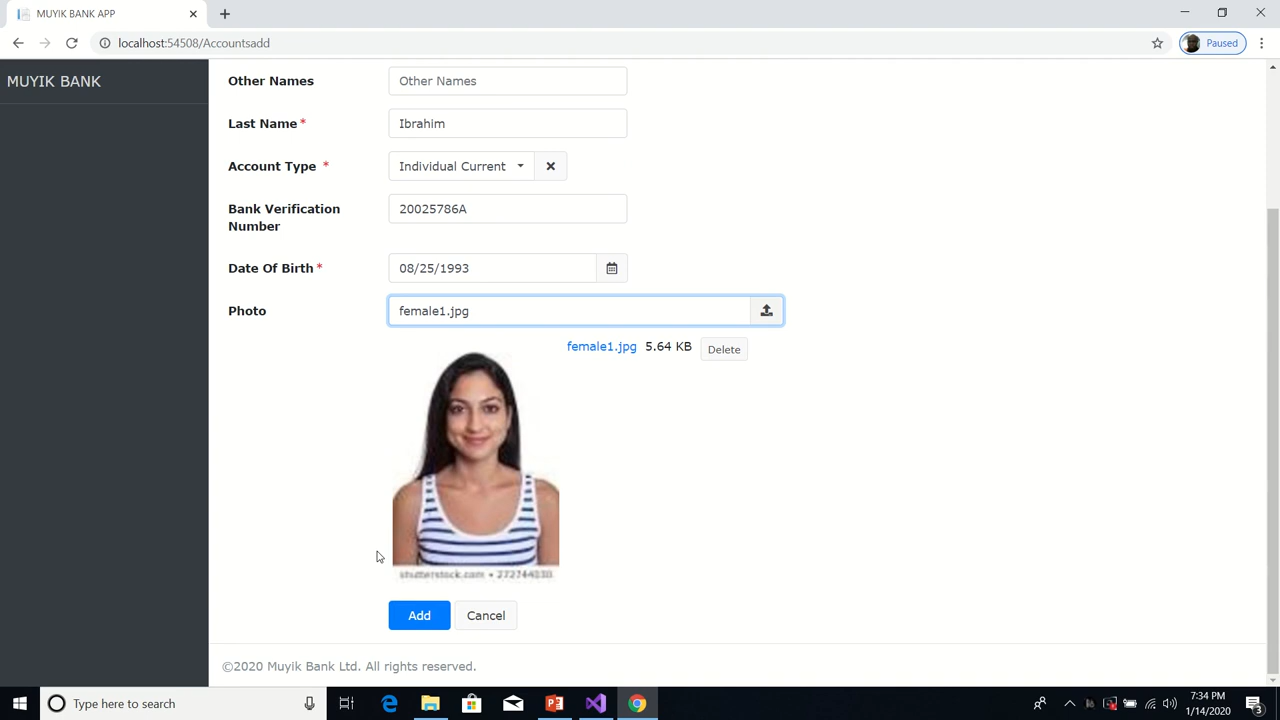 MUYIK BANK APP
localhost:54508/Accountsadd
Paused
MUYIK BANK
Other Names
Other Names
Last Name *
Ibrahim
Account Type *
Individual Current
Bank Verification
Number
20025786A
Date Of Birth *
08/25/1993
Photo
female1.jpg
female1.jpg 5.64 KB Delete
shutterstock.com •
Add Cancel
©2020 Muyik Bank Ltd. All rights reserved.
Type here to search
7:34 PM
1/14/2020
3